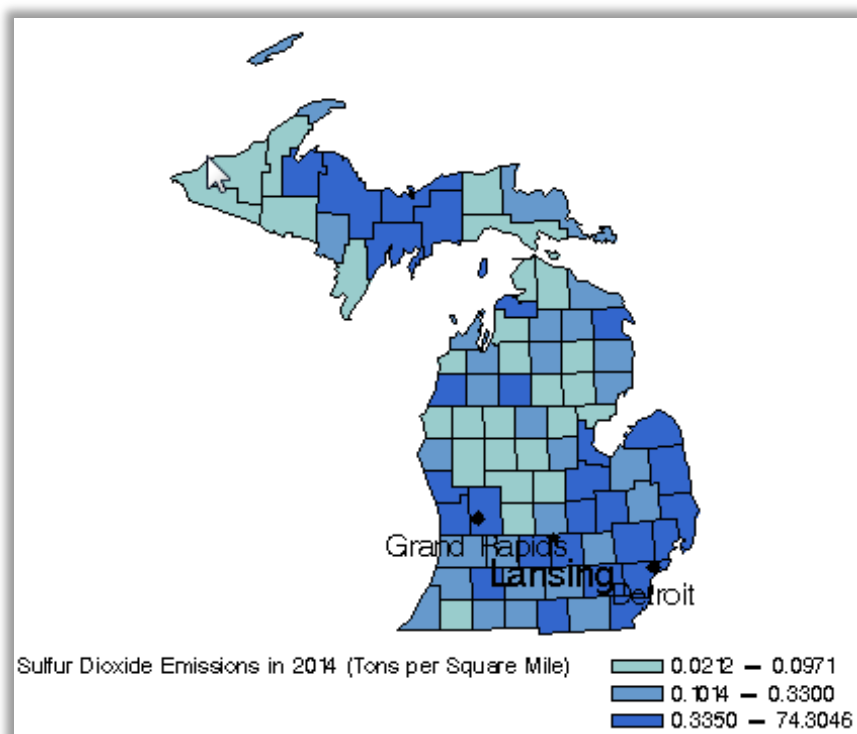 Grand Rapids
Lansing
Detroit
Sulfur Dioxide Emissions in 2014 (Tons per Square Mile)
0.0212 – 0.0971
0.1014 – 0.3300
0.3350 – 74.3046